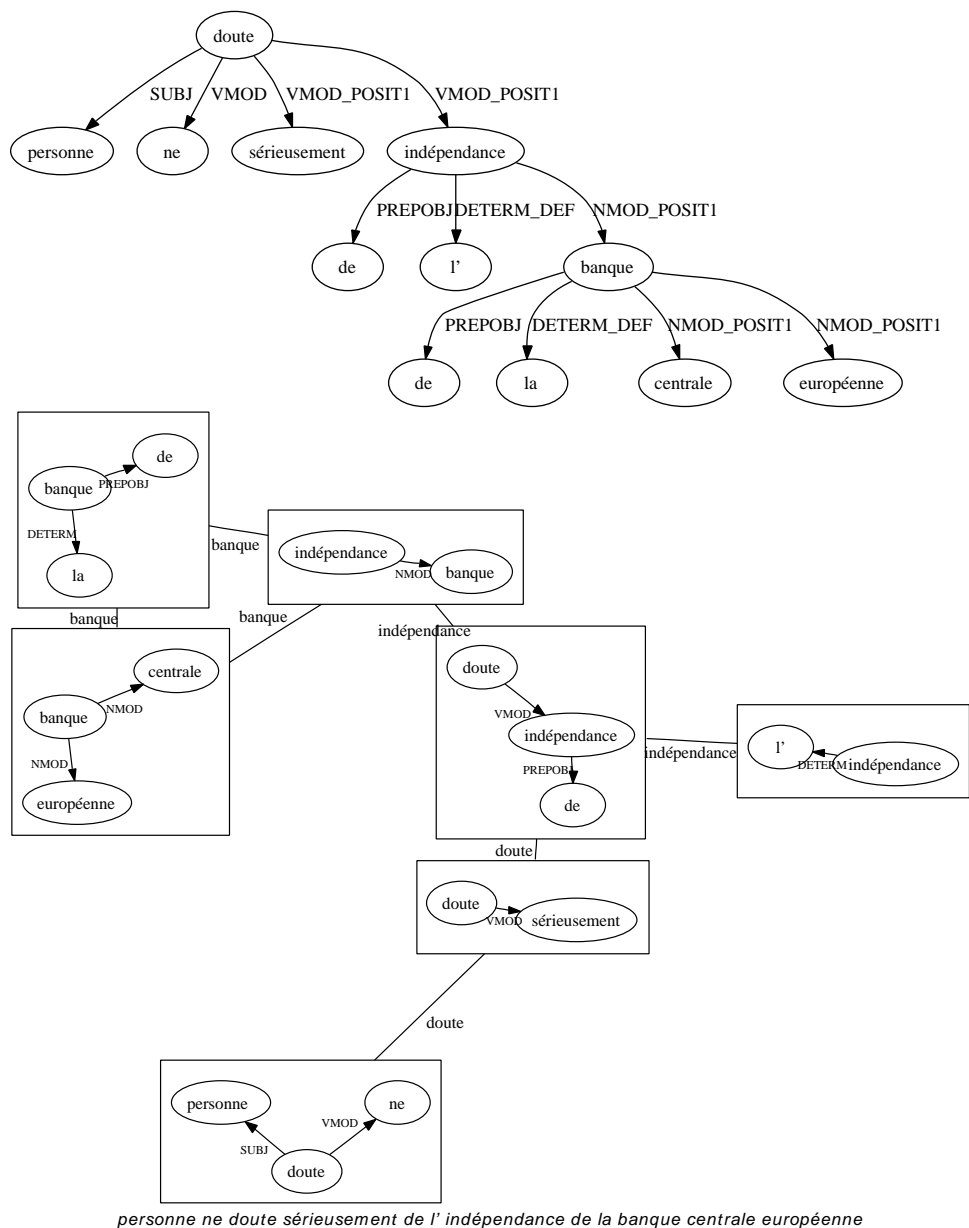 doute
SUBJ VMOD VMOD_POSIT1 VMOD_POSIT1
personne ne sérieusement indépendance
PREPOBJ DETERM_DEF NMOD_POSIT1
de l' banque
PREPOBJ DETERM_DEF NMOD_POSIT1 NMOD_POSIT1
de la centrale européenne
de
banque PREPOBJ
DETERM
la
banque
indépendance
NMOD banque
banque
banque
centrale
banque NMOD
NMOD
européenne
indépendance
doute
VMOD
indépendance
PREPOBJ
de
indépendance
l' DETERM indépendance
doute
doute
VMOD sérieusement
doute
personne ne
SUBJ VMOD
doute
personne ne doute sérieusement de l' indépendance de la banque centrale européenne